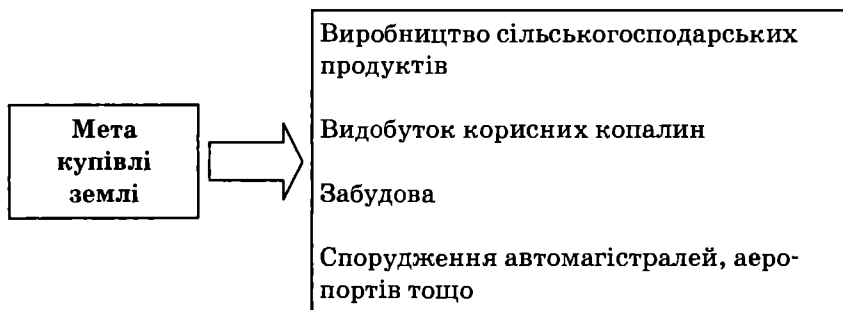 Мета
купівлі
землі
Виробництво сільськогосподарських
продуктів
Видобуток корисних копалин
Забудова
Спорудження автомагістралей, аеро-
портів тощо